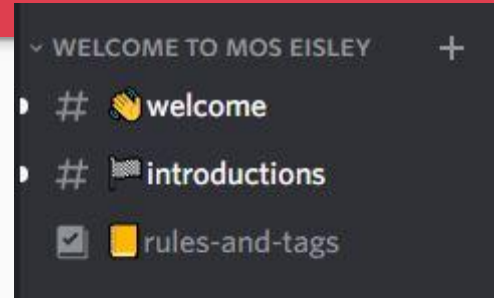 WELCOME TO MOS EISLEY +
# 👋welcome
# 🏁introductions
📒rules-and-tags